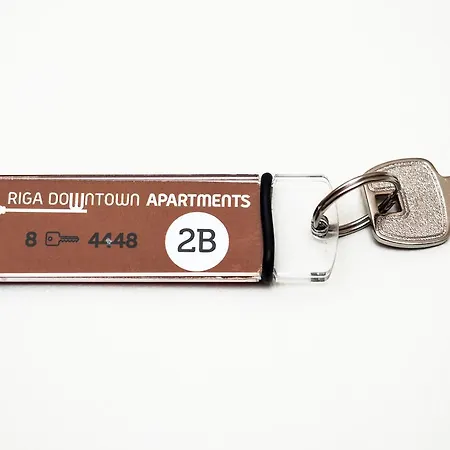 RIGA DOWNTOWN APARTMENTS
8 4448 2B